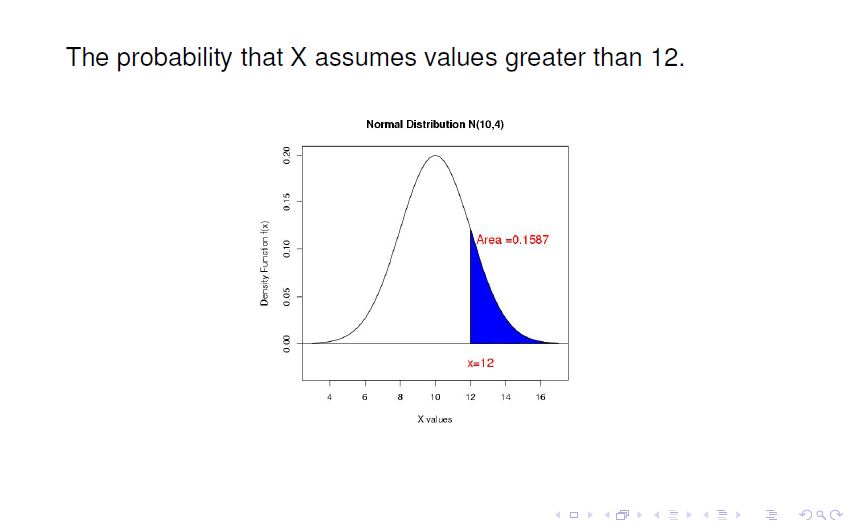 The probability that X assumes values greater than 12.
Normal Distribution N(10,4)
Density Function f(x)
0.20
0.15
0.10
0.05
0.00
Area =0.1587
x=12
4 6 8 10 12 14 16
X values